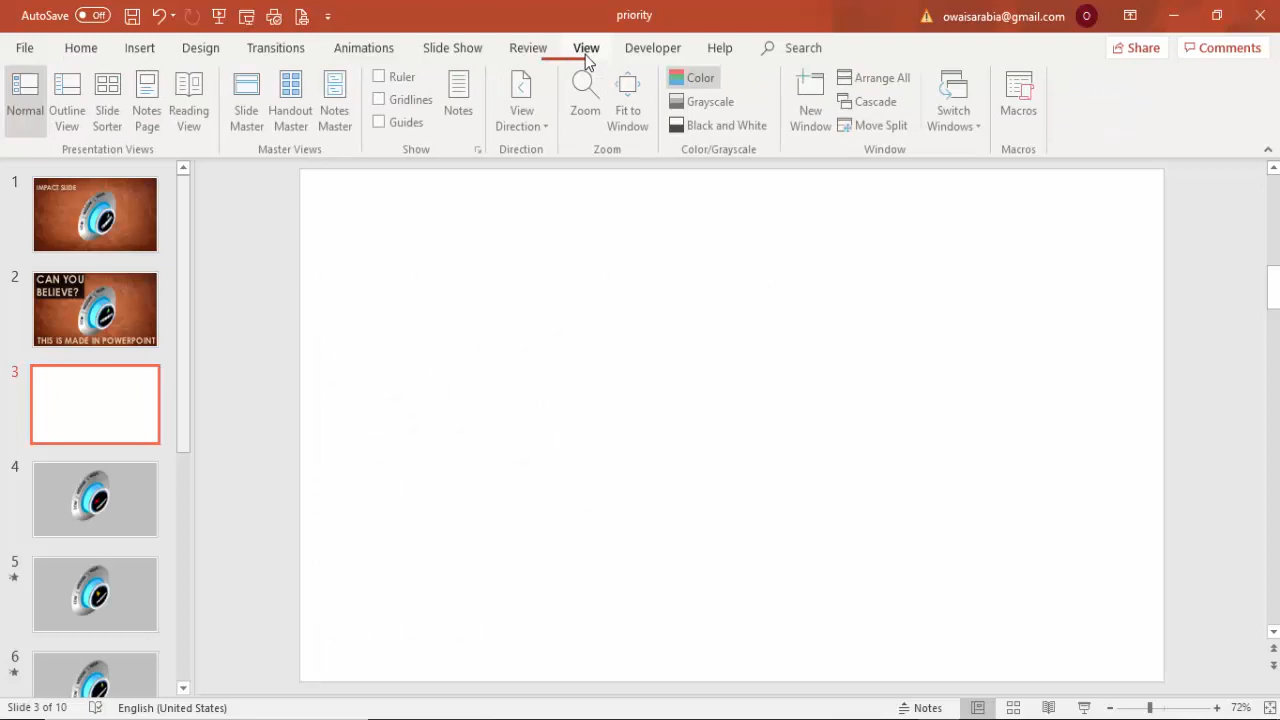 AutoSave Off priority owaisarabia@gmail.com O
File Home Insert Design Transitions Animations Slide Show Review View Developer Help Search Share Comments
Normal Outline View Slide Sorter Notes Page Reading View
Presentation Views
Slide Master Handout Master Notes Master
Master Views
Ruler
Gridlines
Guides
Notes
Show
View Direction
Direction
Zoom Fit to Window
Zoom
Color
Grayscale
Black and White
Color/Grayscale
New Window
Arrange All
Cascade
Move Split
Switch Windows
Window
Macros
Macros
1
IMPACT SLIDE
2
CAN YOU
BELIEVE?
THIS IS MADE IN POWERPOINT
3
4
5
6
Slide 3 of 10 English (United States) Notes 72%